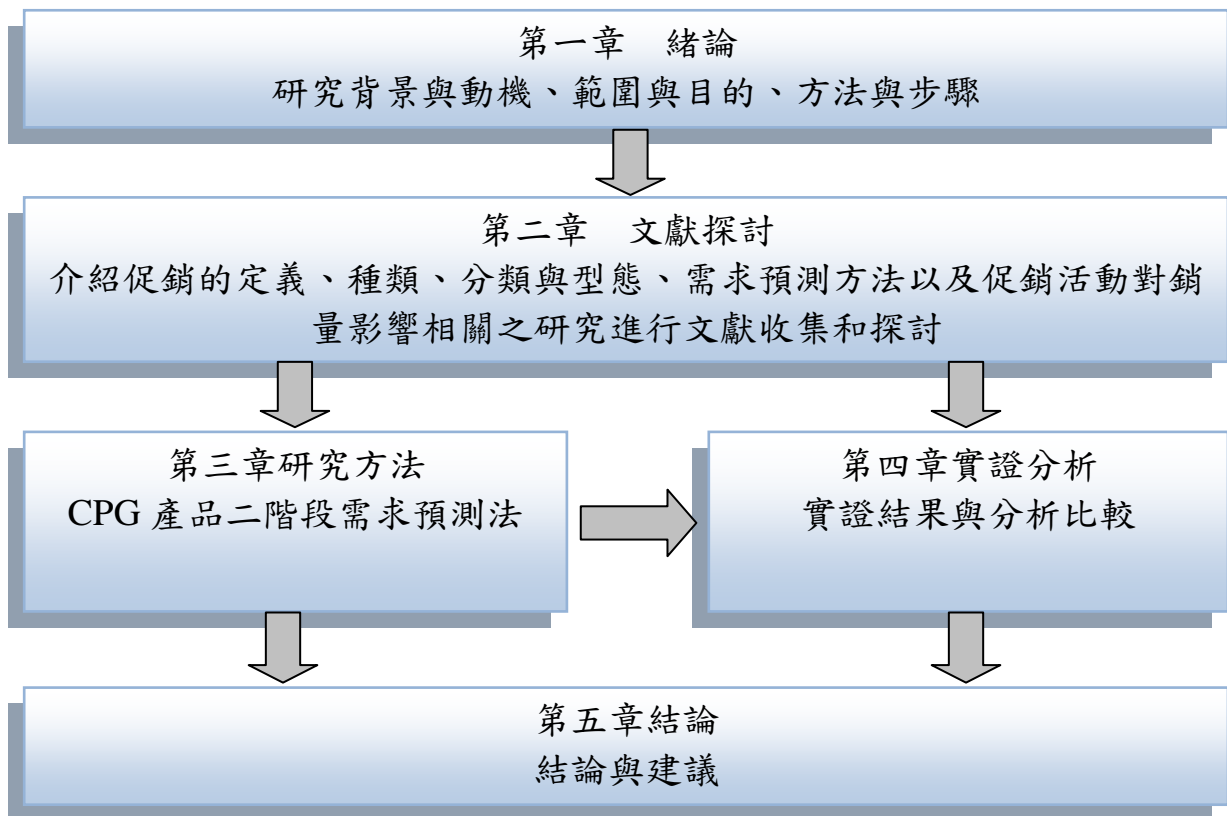 第一章　緒論
研究背景與動機、範圍與目的、方法與步驟
第二章　文獻探討
介紹促銷的定義、種類、分類與型態、需求預測方法以及促銷活動對銷
量影響相關之研究進行文獻收集和探討
第三章研究方法
CPG 產品二階段需求預測法
第四章實證分析
實證結果與分析比較
第五章結論
結論與建議